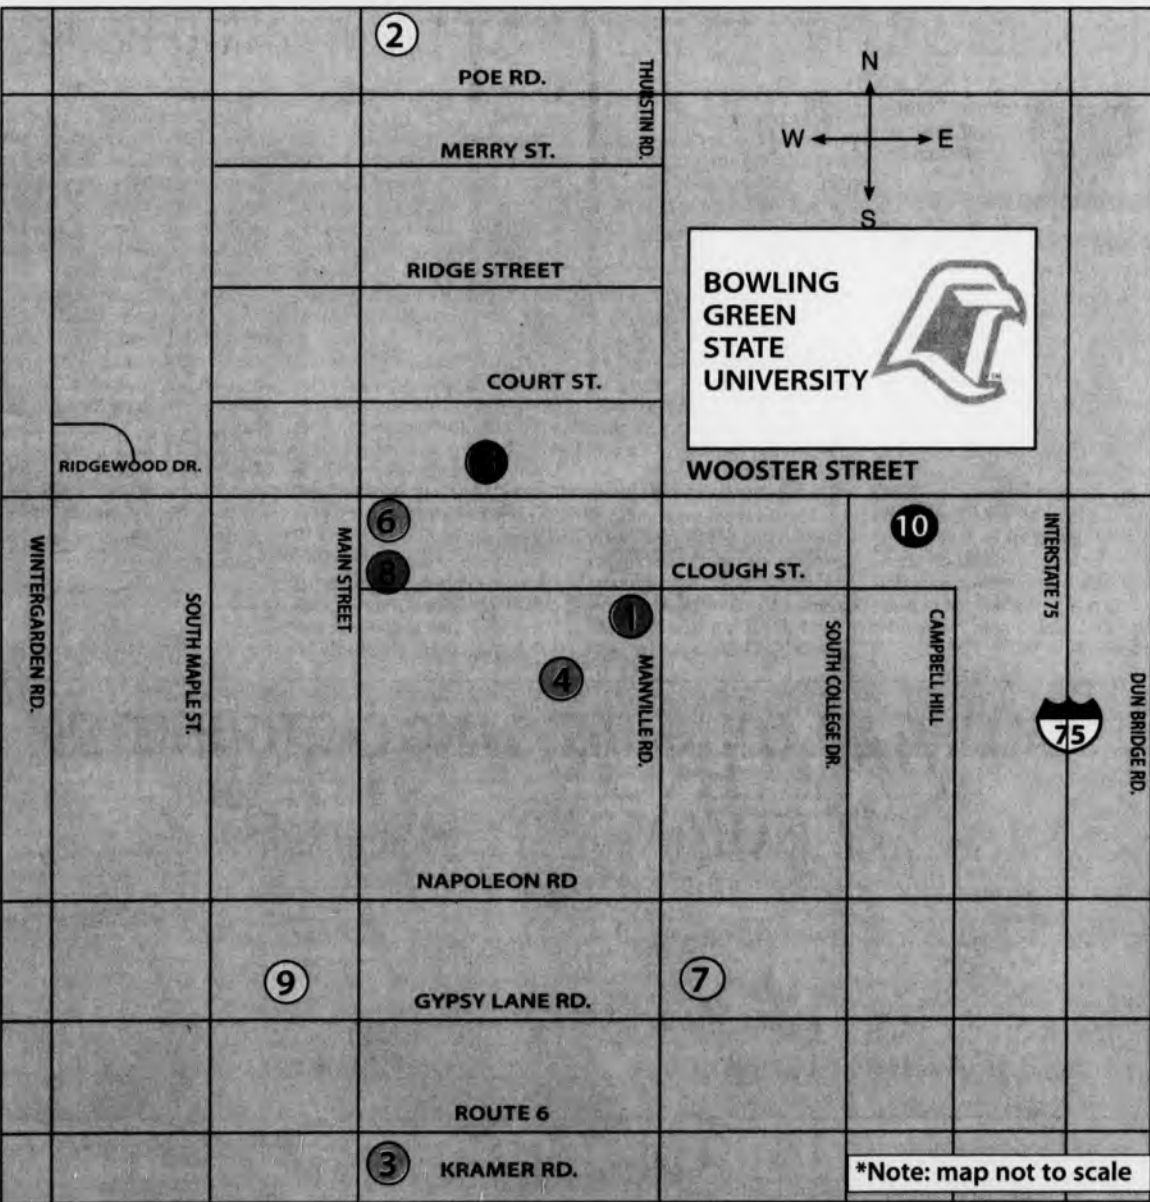 2
POE RD.
THURSTIN RD.
N
W
E
S
MERRY ST.
RIDGE STREET
BOWLING
GREEN
STATE
UNIVERSITY
TM
COURT ST.
RIDGEWOOD DR.
WOOSTER STREET
6
10
MAIN STREET
INTERSTATE 75
WINTERGARDEN RD.
8
CLOUGH ST.
SOUTH MAPLE ST.
1
CAMPBELL HILL
SOUTH COLLEGE DR.
4
MANVILLE RD.
75
DUN BRIDGE RD.
NAPOLEON RD
9
7
GYPSY LANE RD.
ROUTE 6
3
KRAMER RD.
*Note: map not to scale